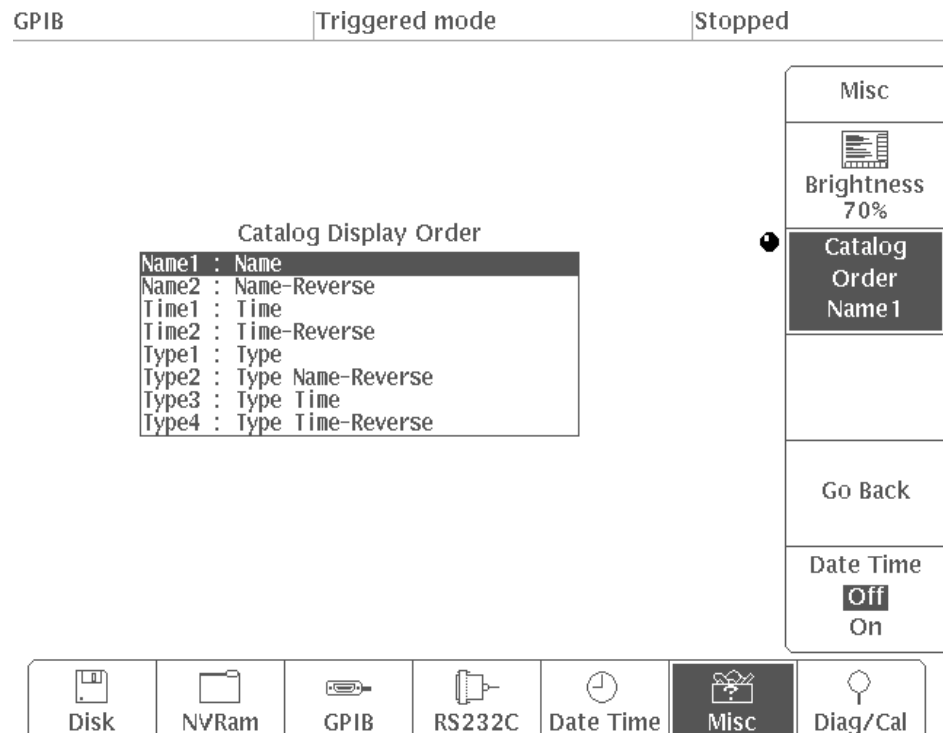 GPIB Triggered mode Stopped
Misc
Brightness
70%
Catalog
Order
Name1
Catalog Display Order
Name1 : Name
Name2 : Name-Reverse
Time1 : Time
Time2 : Time-Reverse
Type1 : Type
Type2 : Type Name-Reverse
Type3 : Type Time
Type4 : Type Time-Reverse
Go Back
Date Time
Off
On
Disk NVRam GPIB RS232C Date Time Misc Diag/Cal